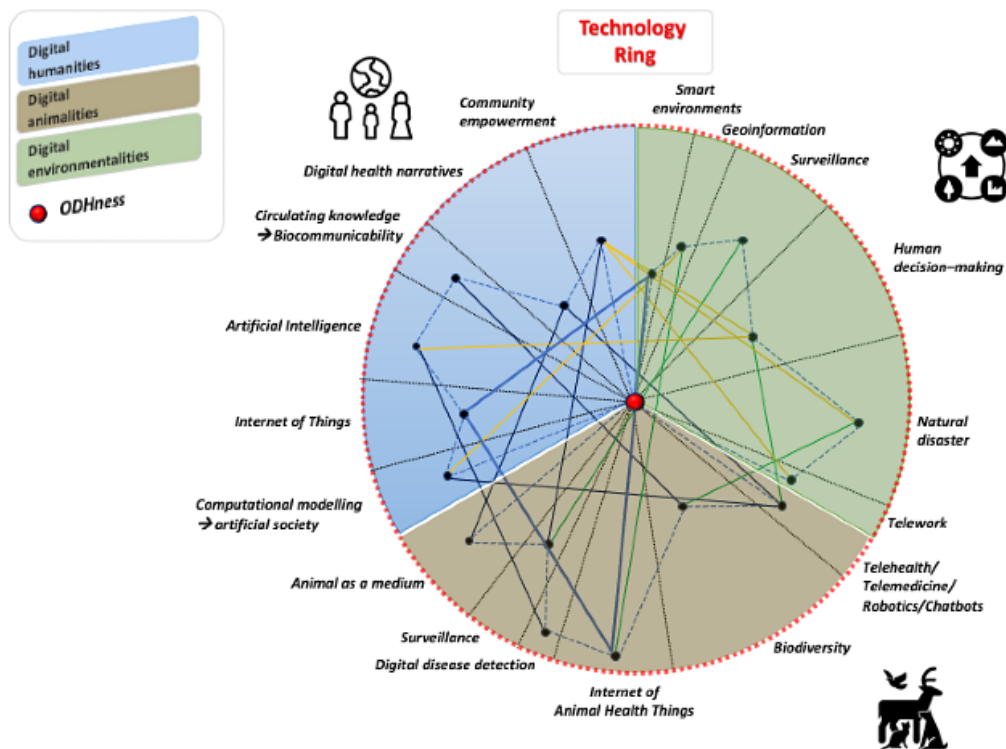 Digital
humanities
Digital
animalities
Digital
environmentalities
ODHness
Technology
Ring
Smart
environments
Community
empowerment
Geoinformation
Surveillance
Digital health narratives
Circulating knowledge
→ Biocommunicability
Human
decision–making
Artificial Intelligence
Internet of Things
Natural
disaster
Computational modelling
→ artificial society
Telework
Animal as a medium
Telehealth/
Telemedicine/
Robotics/Chatbots
Surveillance
Biodiversity
Digital disease detection
Internet of
Animal Health Things